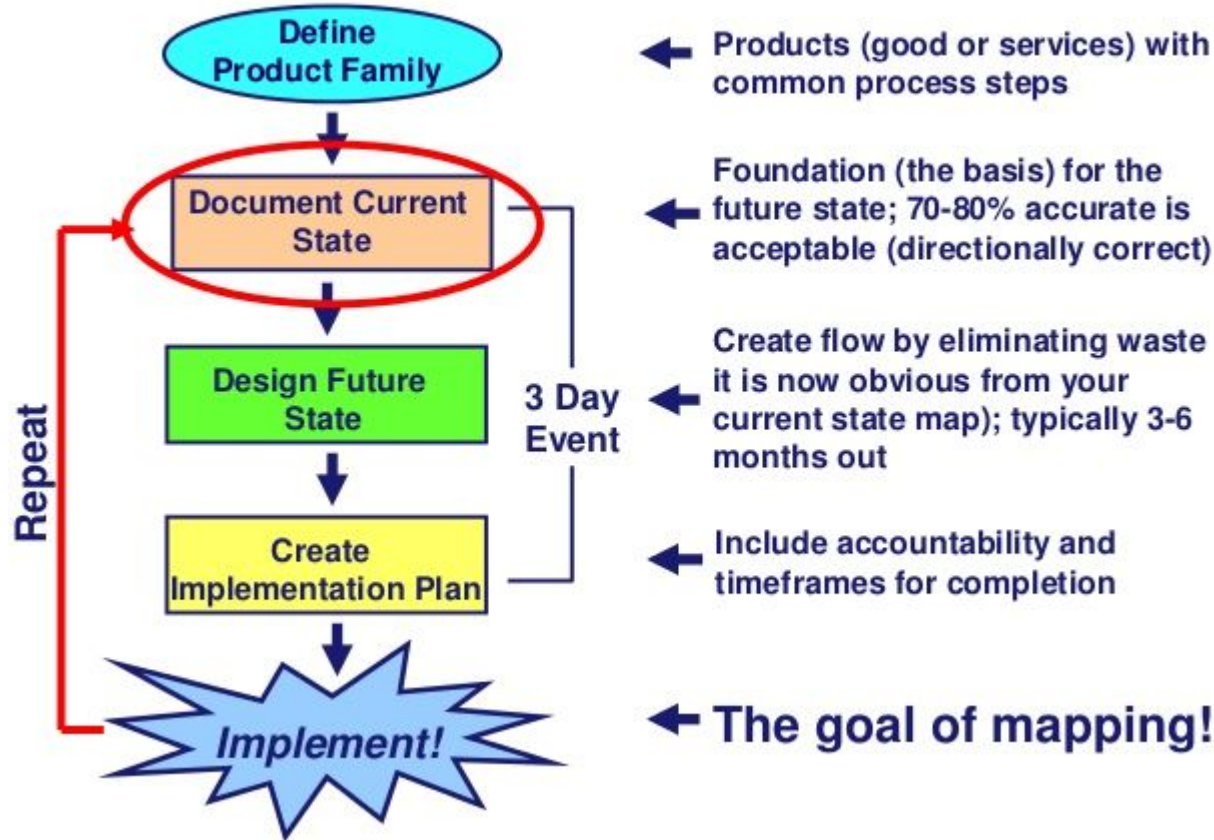 Define
Product Family
Products (good or services) with
common process steps
Document Current
State
Foundation (the basis) for the
future state; 70-80% accurate is
acceptable (directionally correct)
Design Future
State
Create flow by eliminating waste
it is now obvious from your
current state map); typically 3-6
months out
3 Day
Event
Repeat
Create
Implementation Plan
Include accountability and
timeframes for completion
Implement!
The goal of mapping!